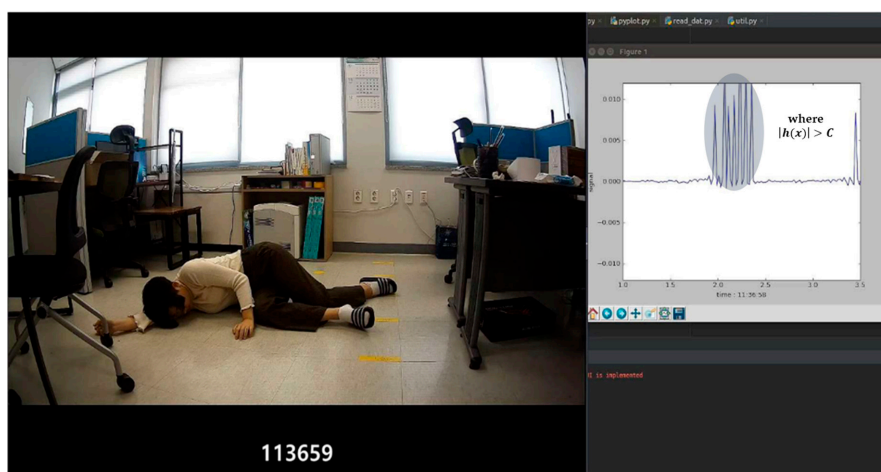 py × pyplot.py × read_dat.py × util.py ×
Figure 1
where
|h(x)| > C
0.010
0.005
0.000
−0.005
−0.010
signal
1.0 1.5 2.0 2.5 3.0 3.5
time : 11:36:58
is implemented
113659